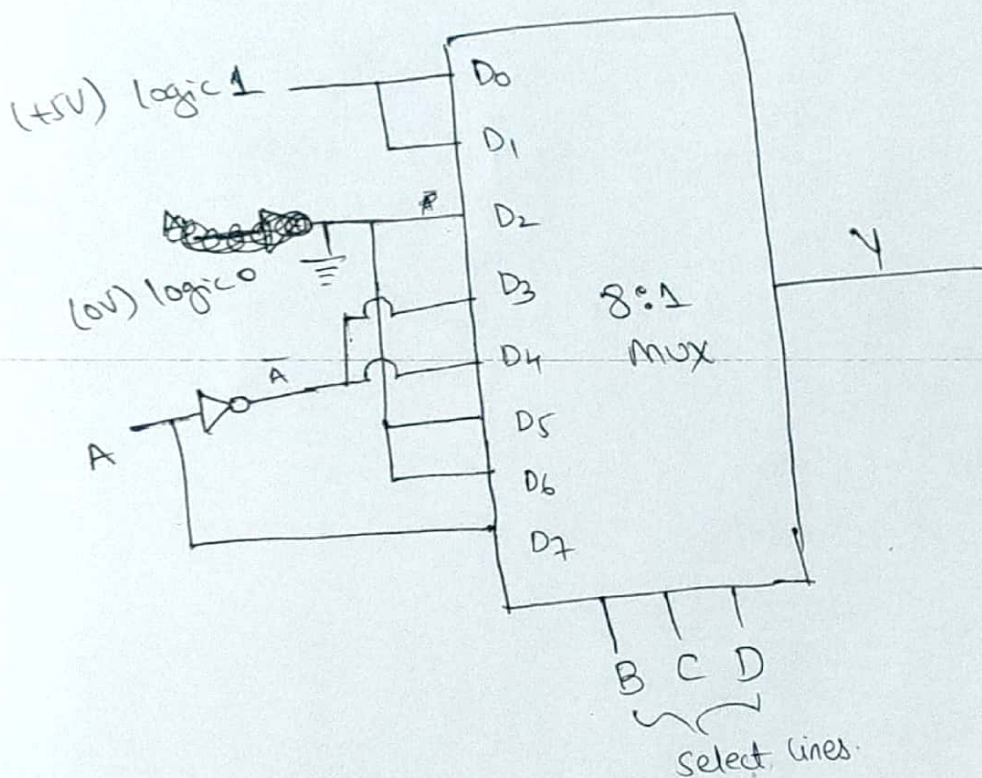 (+5V) logic 1
D0
D1
D2
(0V) logic 0
D3
8:1
MUX
Y
A̅
D4
A
D5
D6
D7
B C D
Select lines.